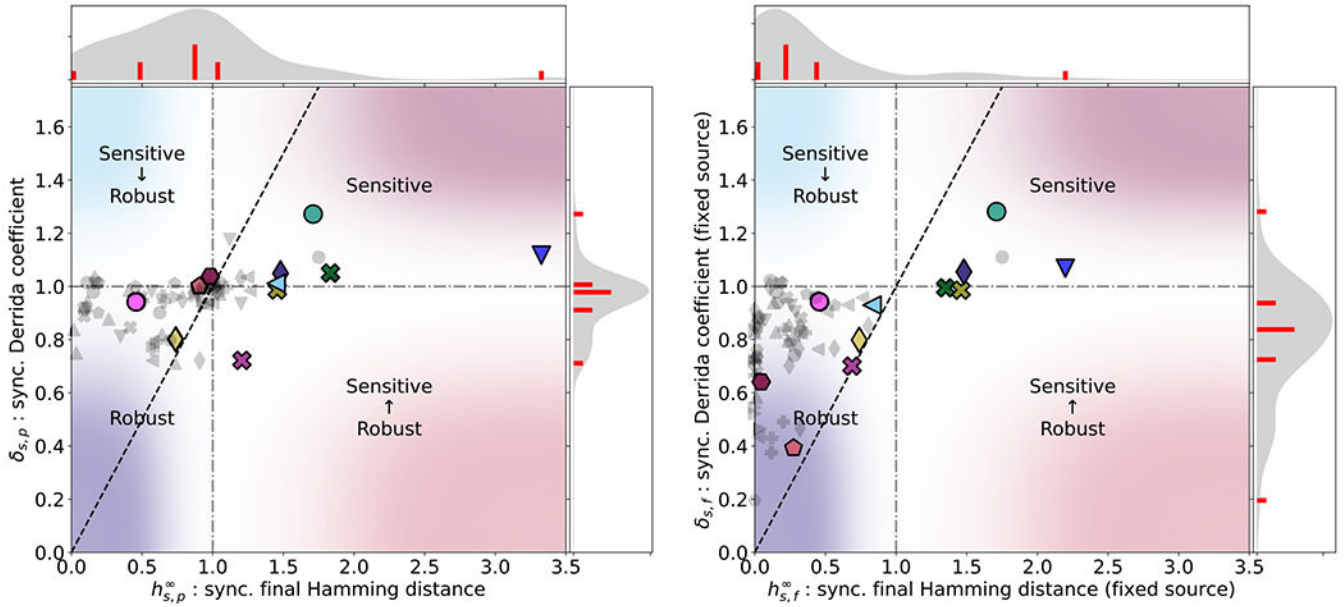 Sensitive
↓
Robust
Sensitive
Robust
Sensitive
↑
Robust
0.0
0.2
0.4
0.6
0.8
1.0
1.2
1.4
1.6
0.0
0.5
1.0
1.5
2.0
2.5
3.0
3.5
δ_{s,p} : sync. Derrida coefficient
h^∞_{s,p} : sync. final Hamming distance
Sensitive
↓
Robust
Sensitive
Robust
Sensitive
↑
Robust
0.0
0.2
0.4
0.6
0.8
1.0
1.2
1.4
1.6
0.0
0.5
1.0
1.5
2.0
2.5
3.0
3.5
δ_{s,f} : sync. Derrida coefficient (fixed source)
h^∞_{s,f} : sync. final Hamming distance (fixed source)